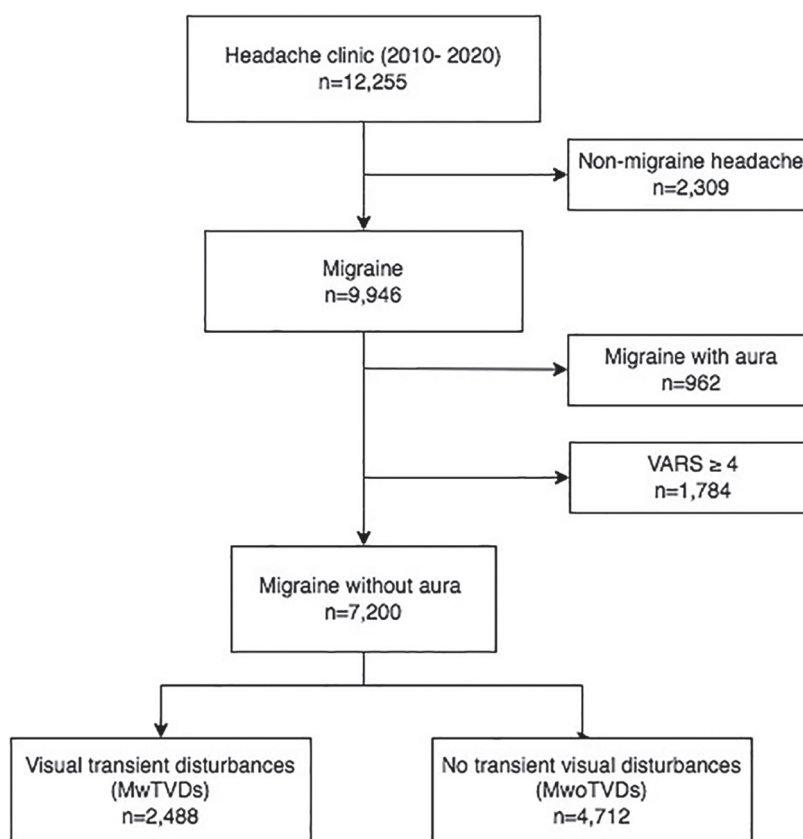 Headache clinic (2010- 2020)
n=12,255
Non-migraine headache
n=2,309
Migraine
n=9,946
Migraine with aura
n=962
VARS ≥ 4
n=1,784
Migraine without aura
n=7,200
Visual transient disturbances
(MwTVDs)
n=2,488
No transient visual disturbances
(MwoTVDs)
n=4,712